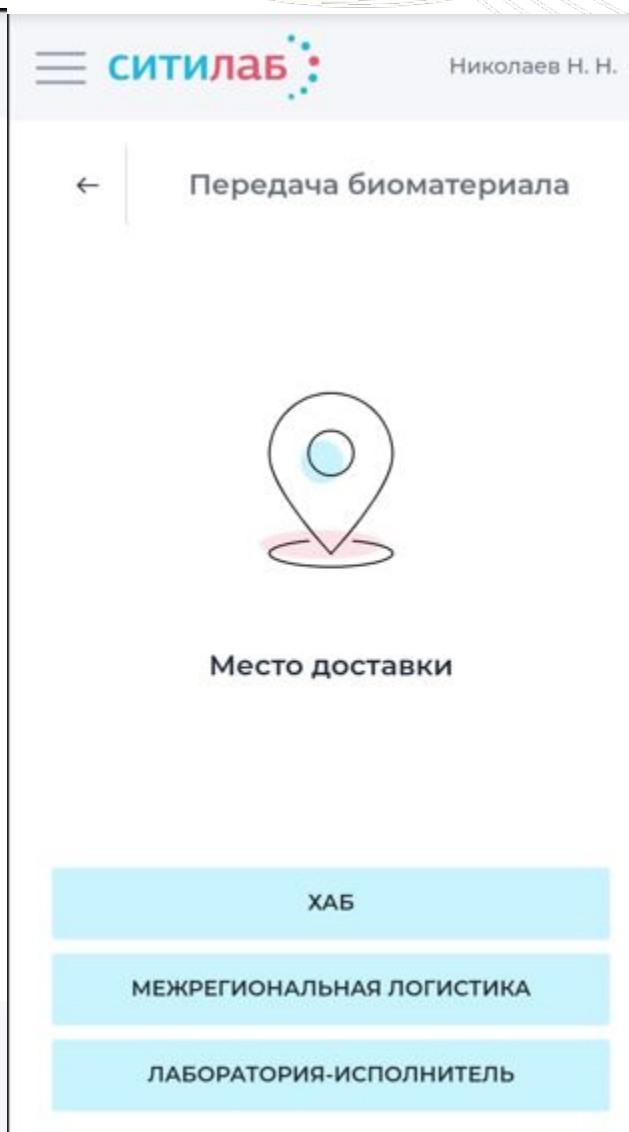 ситилаб
Николаев Н. Н.
Передача биоматериала
Место доставки
ХАБ
МЕЖРЕГИОНАЛЬНАЯ ЛОГИСТИКА
ЛАБОРАТОРИЯ-ИСПОЛНИТЕЛЬ